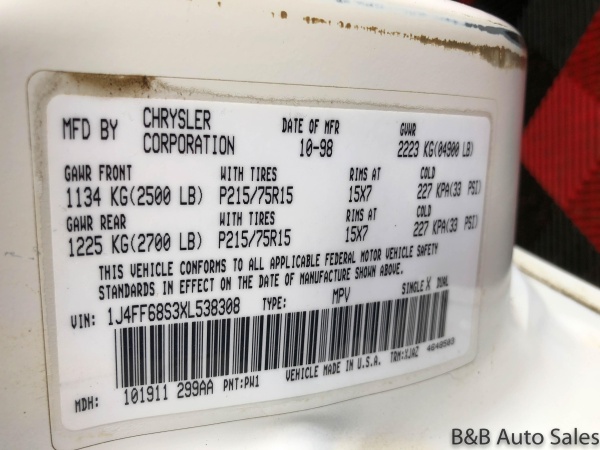 MFD BY CHRYSLER CORPORATION DATE OF MFR 10-98 GVWR 2223 KG(04900 LB)
GAWR FRONT WITH TIRES RIMS AT COLD
1134 KG(2500 LB) P215/75R15 15X7 227 KPA(33 PSI)
GAWR REAR WITH TIRES RIMS AT COLD
1225 KG(2700 LB) P215/75R15 15X7 227 KPA(33 PSI)
THIS VEHICLE CONFORMS TO ALL APPLICABLE FEDERAL MOTOR VEHICLE SAFETY
STANDARDS IN EFFECT ON THE DATE OF MANUFACTURE SHOWN ABOVE.
VIN: 1J4FF68S3XL538308 TYPE: MPV SINGLE X DUAL
MDH: 101911 299AA PNT:PW1 VEHICLE MADE IN U.S.A. TRM:XJAZ 4648503
B&B Auto Sales